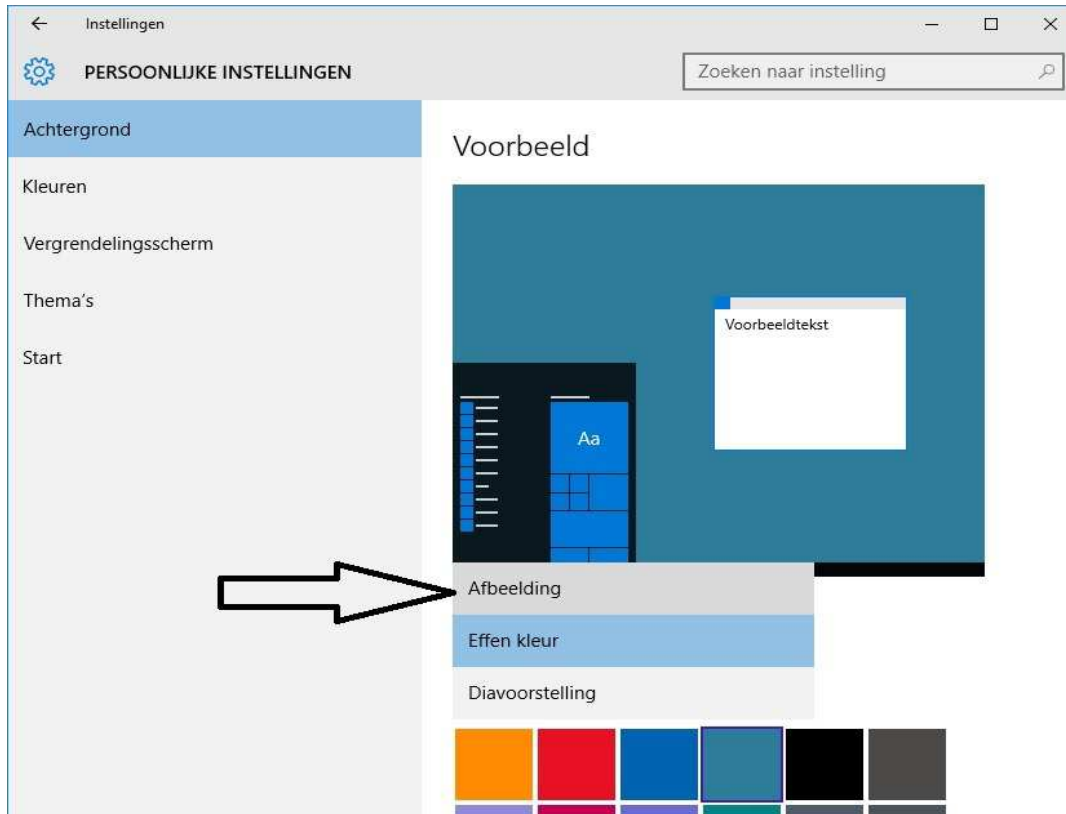 Instellingen
PERSOONLIJKE INSTELLINGEN
Zoeken naar instelling
Achtergrond
Kleuren
Vergrendelingsscherm
Thema's
Start
Voorbeeld
Voorbeeldtekst
Aa
Afbeelding
Effen kleur
Diavoorstelling